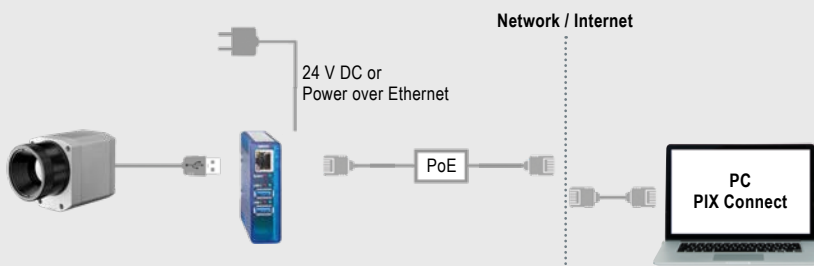 Network / Internet
24 V DC or
Power over Ethernet
PoE
PC
PIX Connect